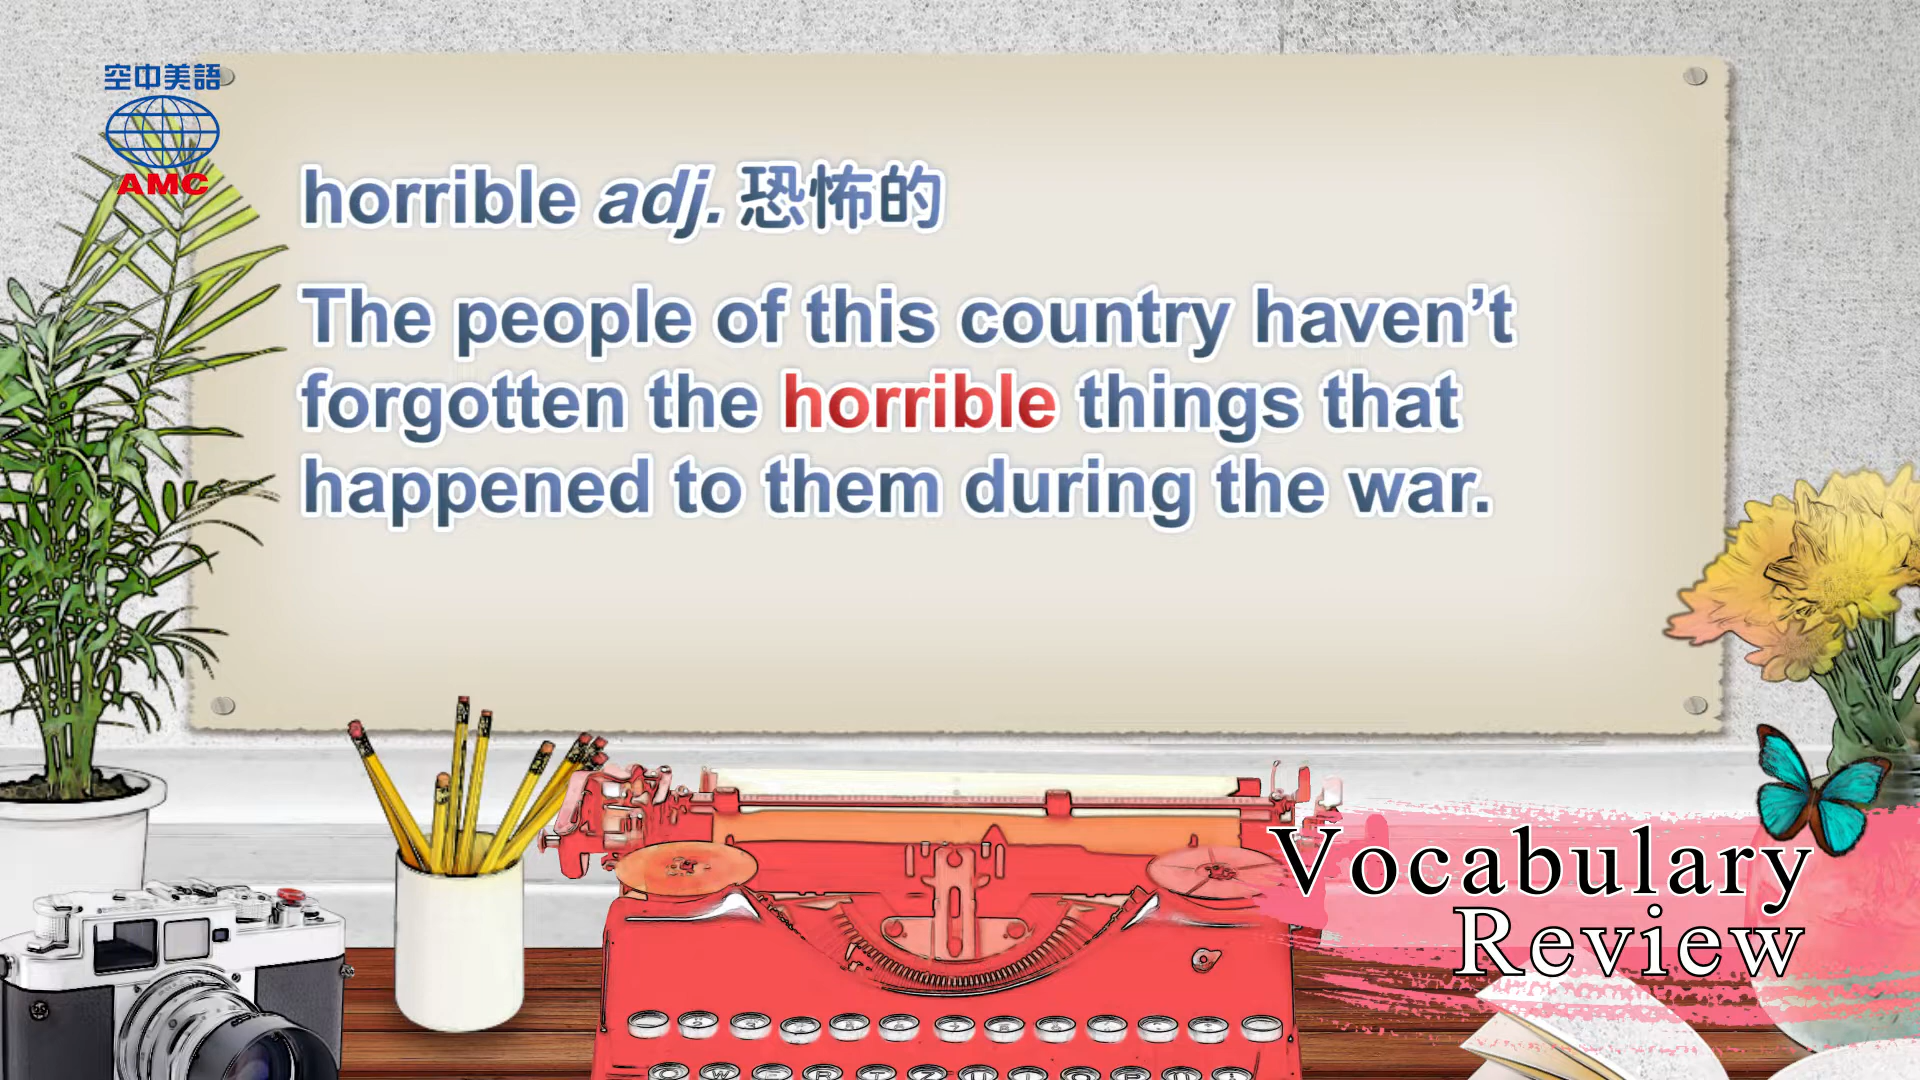 空中美語
AMC
horrible adj. 恐怖的
The people of this country haven’t
forgotten the horrible things that
happened to them during the war.
Vocabulary
Review